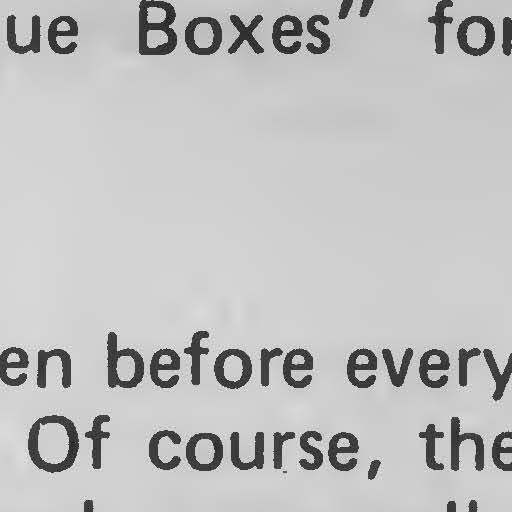 ue Boxes” for
en before every
Of course, the